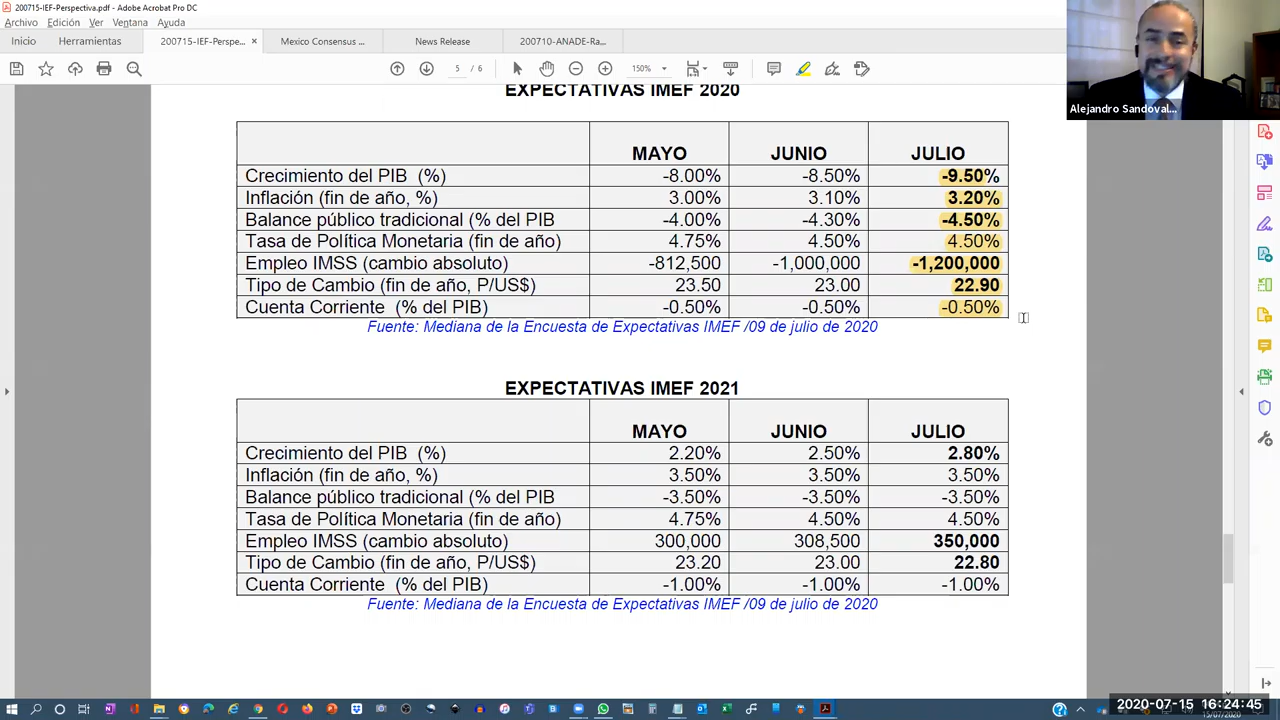 200715-IEF-Perspectiva.pdf - Adobe Acrobat Pro DC
Archivo Edición Ver Ventana Ayuda
Inicio Herramientas 200715-IEF-Perspe... × Mexico Consensus ... News Release 200710-ANADE-Ra...
5 / 6 150%
Alejandro Sandoval...
EXPECTATIVAS IMEF 2020
MAYO JUNIO JULIO
Crecimiento del PIB (%) -8.00% -8.50% -9.50%
Inflación (fin de año, %) 3.00% 3.10% 3.20%
Balance público tradicional (% del PIB -4.00% -4.30% -4.50%
Tasa de Política Monetaria (fin de año) 4.75% 4.50% 4.50%
Empleo IMSS (cambio absoluto) -812,500 -1,000,000 -1,200,000
Tipo de Cambio (fin de año, P/US$) 23.50 23.00 22.90
Cuenta Corriente (% del PIB) -0.50% -0.50% -0.50%
Fuente: Mediana de la Encuesta de Expectativas IMEF /09 de julio de 2020
EXPECTATIVAS IMEF 2021
MAYO JUNIO JULIO
Crecimiento del PIB (%) 2.20% 2.50% 2.80%
Inflación (fin de año, %) 3.50% 3.50% 3.50%
Balance público tradicional (% del PIB -3.50% -3.50% -3.50%
Tasa de Política Monetaria (fin de año) 4.75% 4.50% 4.50%
Empleo IMSS (cambio absoluto) 300,000 308,500 350,000
Tipo de Cambio (fin de año, P/US$) 23.20 23.00 22.80
Cuenta Corriente (% del PIB) -1.00% -1.00% -1.00%
Fuente: Mediana de la Encuesta de Expectativas IMEF /09 de julio de 2020
2020-07-15 16:24:45
15/07/2020